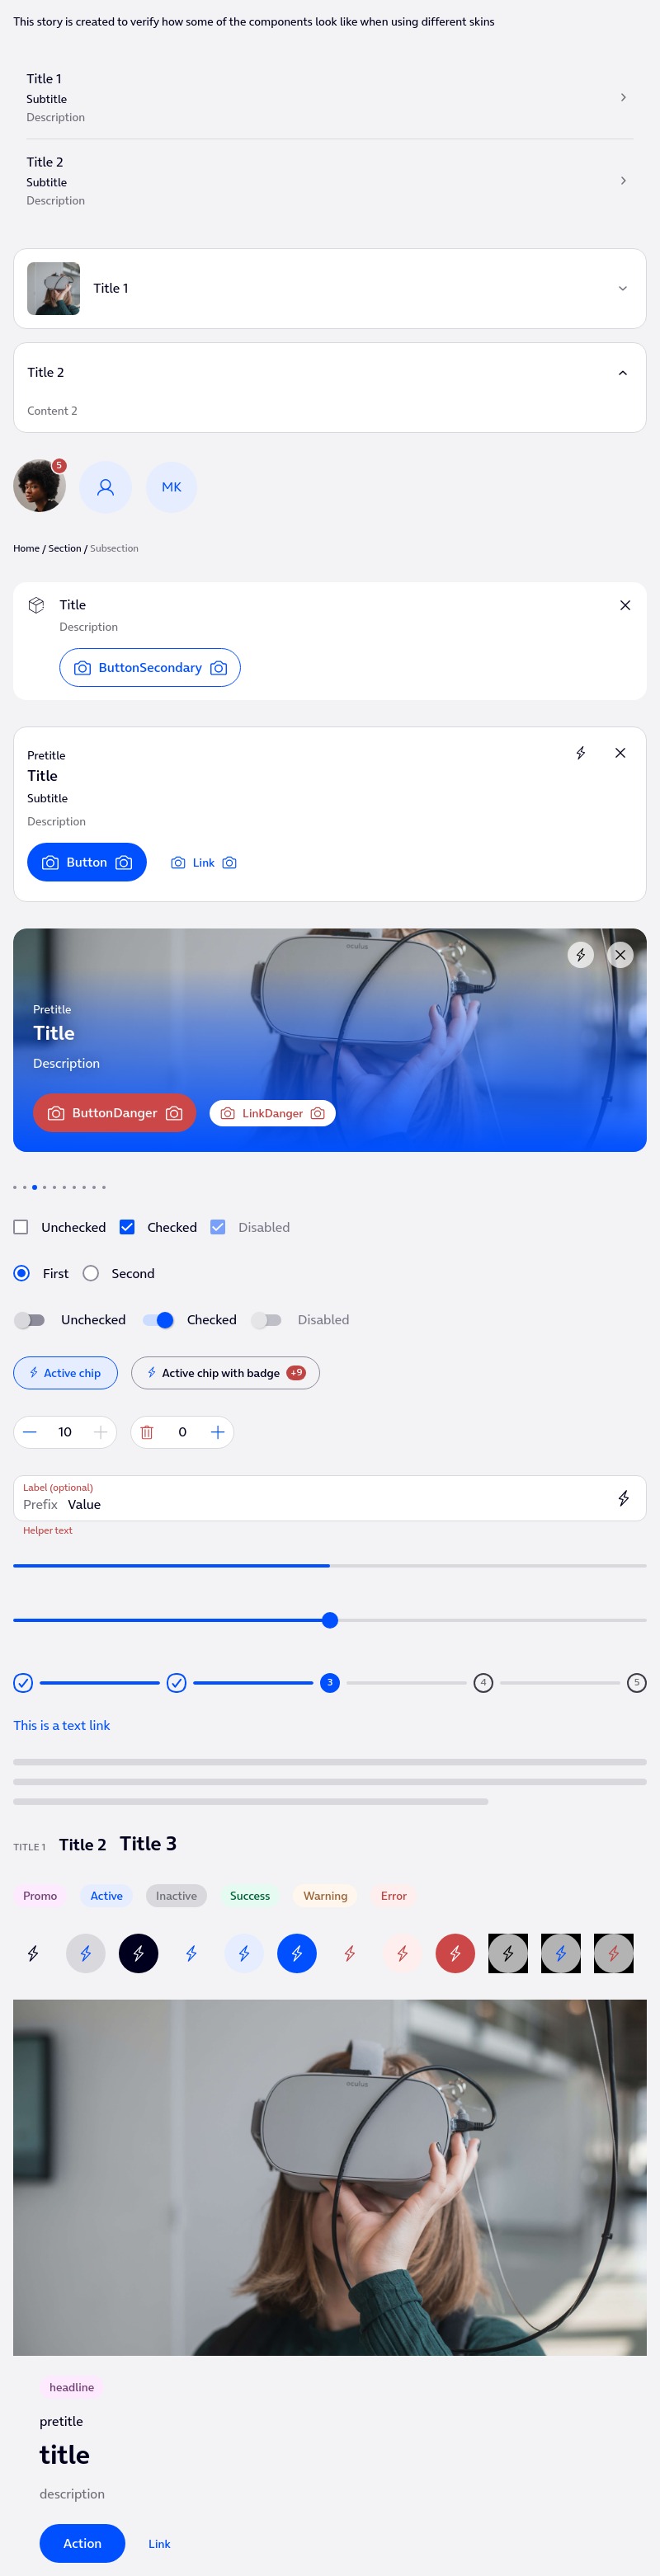 This story is created to verify how some of the components look like when using different skins
Title 1
Subtitle
Description
Title 2
Subtitle
Description
Title 1
Title 2
Content 2
5
MK
Home / Section / Subsection
Title
Description
ButtonSecondary
Pretitle
Title
Subtitle
Description
Button Link
oculus
Pretitle
Title
Description
ButtonDanger LinkDanger
Unchecked Checked Disabled
First Second
Unchecked Checked Disabled
Active chip Active chip with badge +9
10 0
Label (optional)
Prefix Value
Helper text
3 4 5
This is a text link
TITLE 1 Title 2 Title 3
Promo Active Inactive Success Warning Error
oculus
headline
pretitle
title
description
Action Link